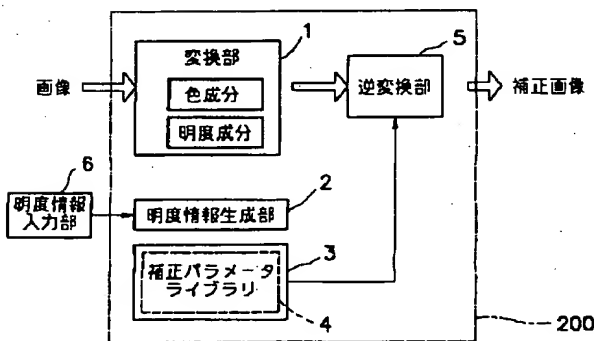 1
変換部
5
画像
色成分
逆変換部
補正画像
明度成分
6
2
明度情報
入力部
明度情報生成部
3
補正パラメータ
ライブラリ
4
200